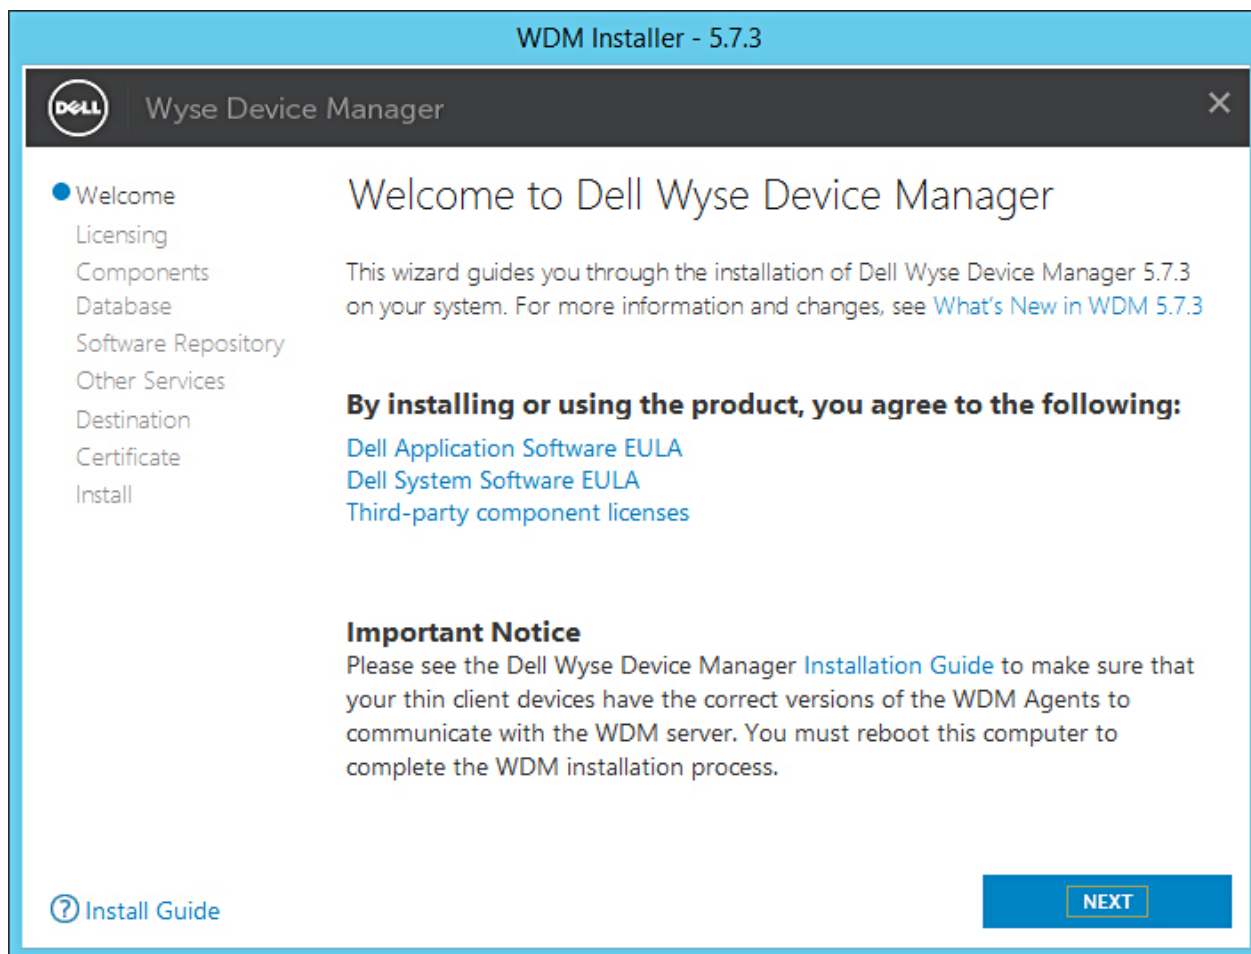 WDM Installer - 5.7.3
DELL
Wyse Device Manager
Welcome
Licensing
Components
Database
Software Repository
Other Services
Destination
Certificate
Install
Welcome to Dell Wyse Device Manager
This wizard guides you through the installation of Dell Wyse Device Manager 5.7.3
on your system. For more information and changes, see What's New in WDM 5.7.3
By installing or using the product, you agree to the following:
Dell Application Software EULA
Dell System Software EULA
Third-party component licenses
Important Notice
Please see the Dell Wyse Device Manager Installation Guide to make sure that
your thin client devices have the correct versions of the WDM Agents to
communicate with the WDM server. You must reboot this computer to
complete the WDM installation process.
? Install Guide
NEXT